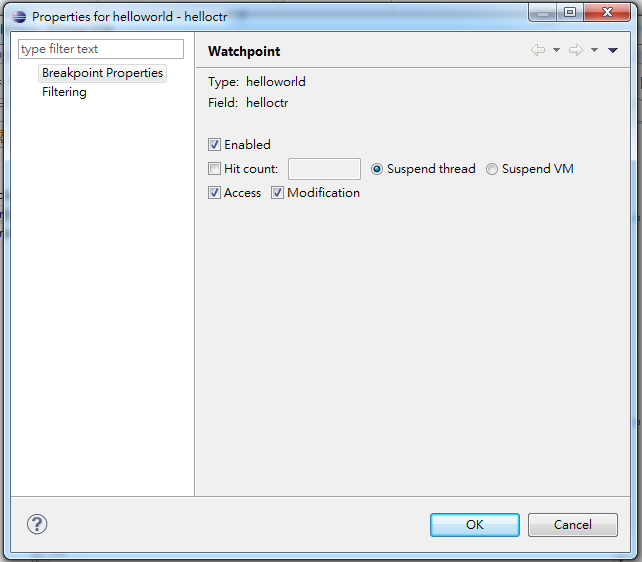 Properties for helloworld - helloctr
type filter text
Breakpoint Properties
Filtering
Watchpoint
Type: helloworld
Field: helloctr
Enabled
Hit count: Suspend thread Suspend VM
Access Modification
OK Cancel